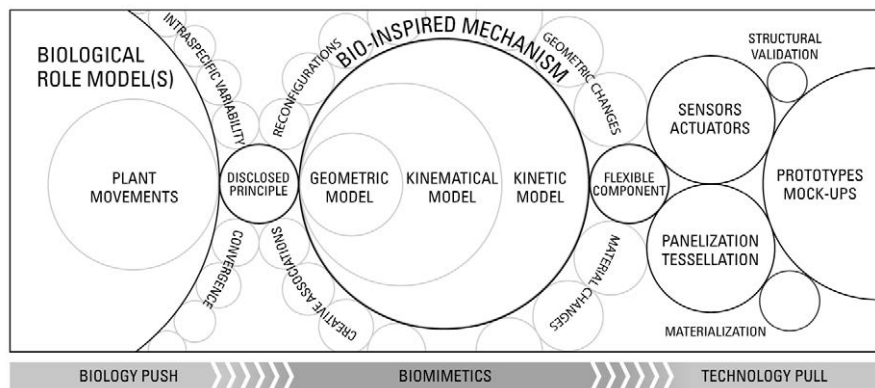 BIOLOGICAL
ROLE MODEL(S)
PLANT
MOVEMENTS
INTRASPECIFIC VARIABILITY
CONVERGENCE
DISCLOSED
PRINCIPLE
RECONFIGURATIONS
CREATIVE ASSOCIATIONS
BIO-INSPIRED MECHANISM
GEOMETRIC
MODEL
KINEMATICAL
MODEL
KINETIC
MODEL
GEOMETRIC CHANGES
MATERIAL CHANGES
FLEXIBLE
COMPONENT
SENSORS
ACTUATORS
PANELIZATION
TESSELLATION
STRUCTURAL
VALIDATION
MATERIALIZATION
PROTOTYPES
MOCK-UPS
BIOLOGY PUSH
BIOMIMETICS
TECHNOLOGY PULL